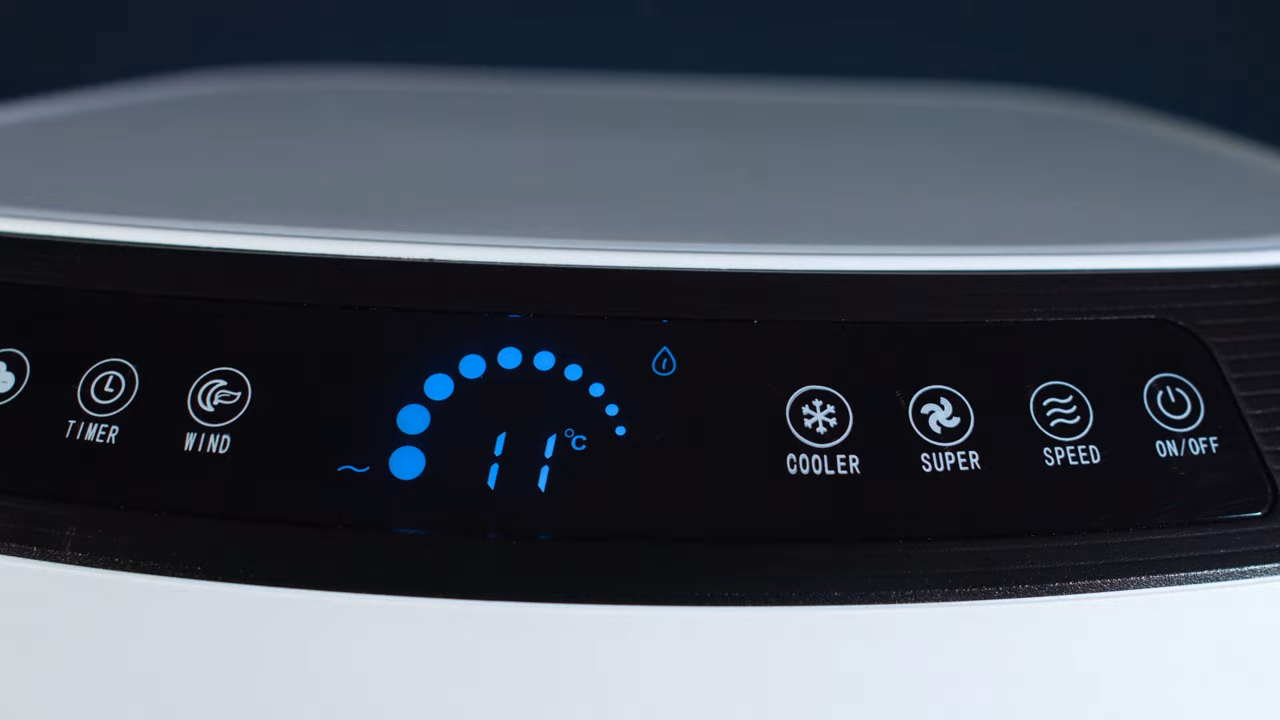 TIMER
WIND
11°C
COOLER
SUPER
SPEED
ON/OFF